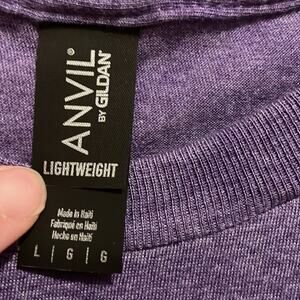 ANVIL®
BY GILDAN®
LIGHTWEIGHT
Made in Haiti
Fabriqué en Haïti
Hecho en Haití
L | G | G